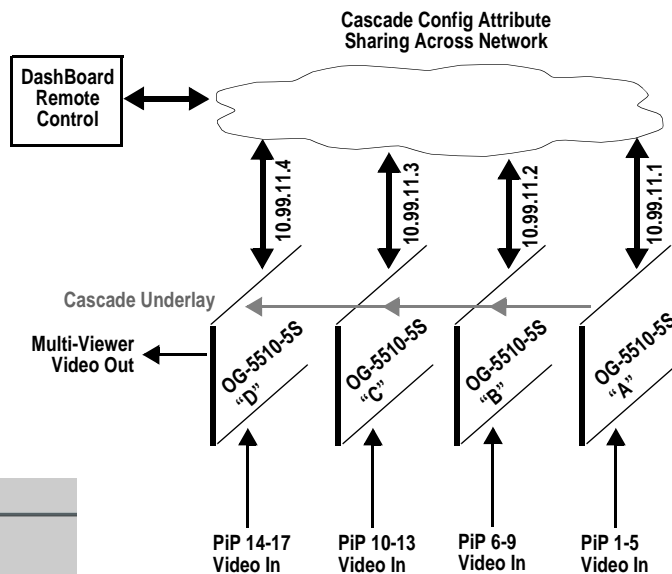 Cascade Config Attribute
Sharing Across Network
DashBoard
Remote
Control
10.99.11.4
10.99.11.3
10.99.11.2
10.99.11.1
Cascade Underlay
Multi-Viewer
Video Out
OG-5510-5S
“D”
OG-5510-5S
“C”
OG-5510-5S
“B”
OG-5510-5S
“A”
PiP 14-17
Video In
PiP 10-13
Video In
PiP 6-9
Video In
PiP 1-5
Video In